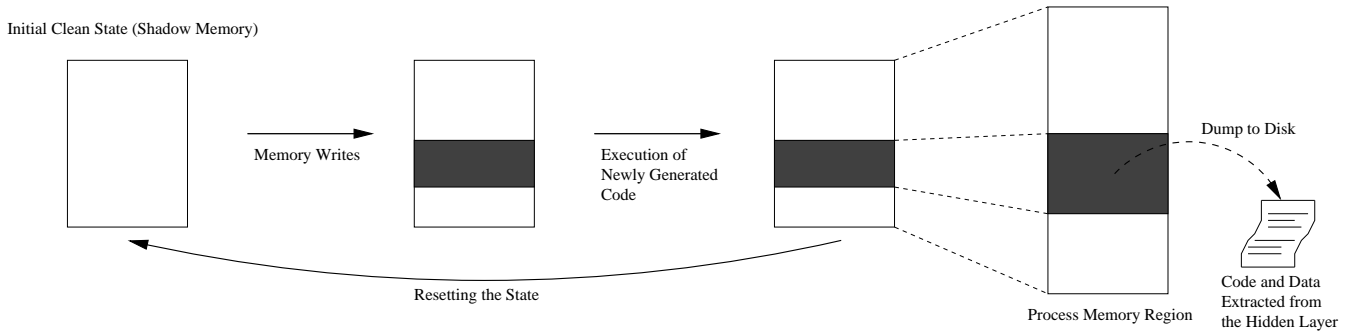 Initial Clean State (Shadow Memory)
Memory Writes
Execution of
Newly Generated
Code
Dump to Disk
Resetting the State
Process Memory Region
Code and Data
Extracted from
the Hidden Layer